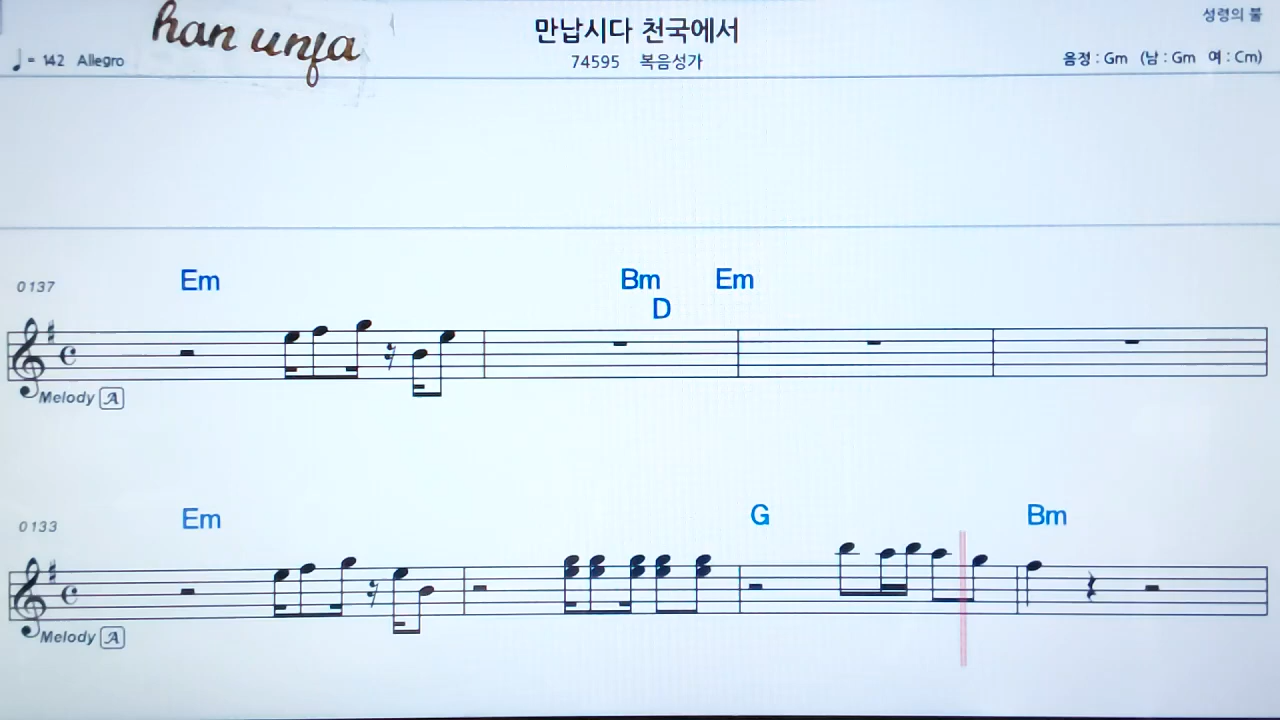 han unja
만납시다 천국에서
성령의 불
♩ = 142 Allegro
74595 복음성가
음정 : Gm (남 : Gm 여 : Cm)
0137
Em Bm Em
D
Melody A
0133
Em G Bm
Melody A